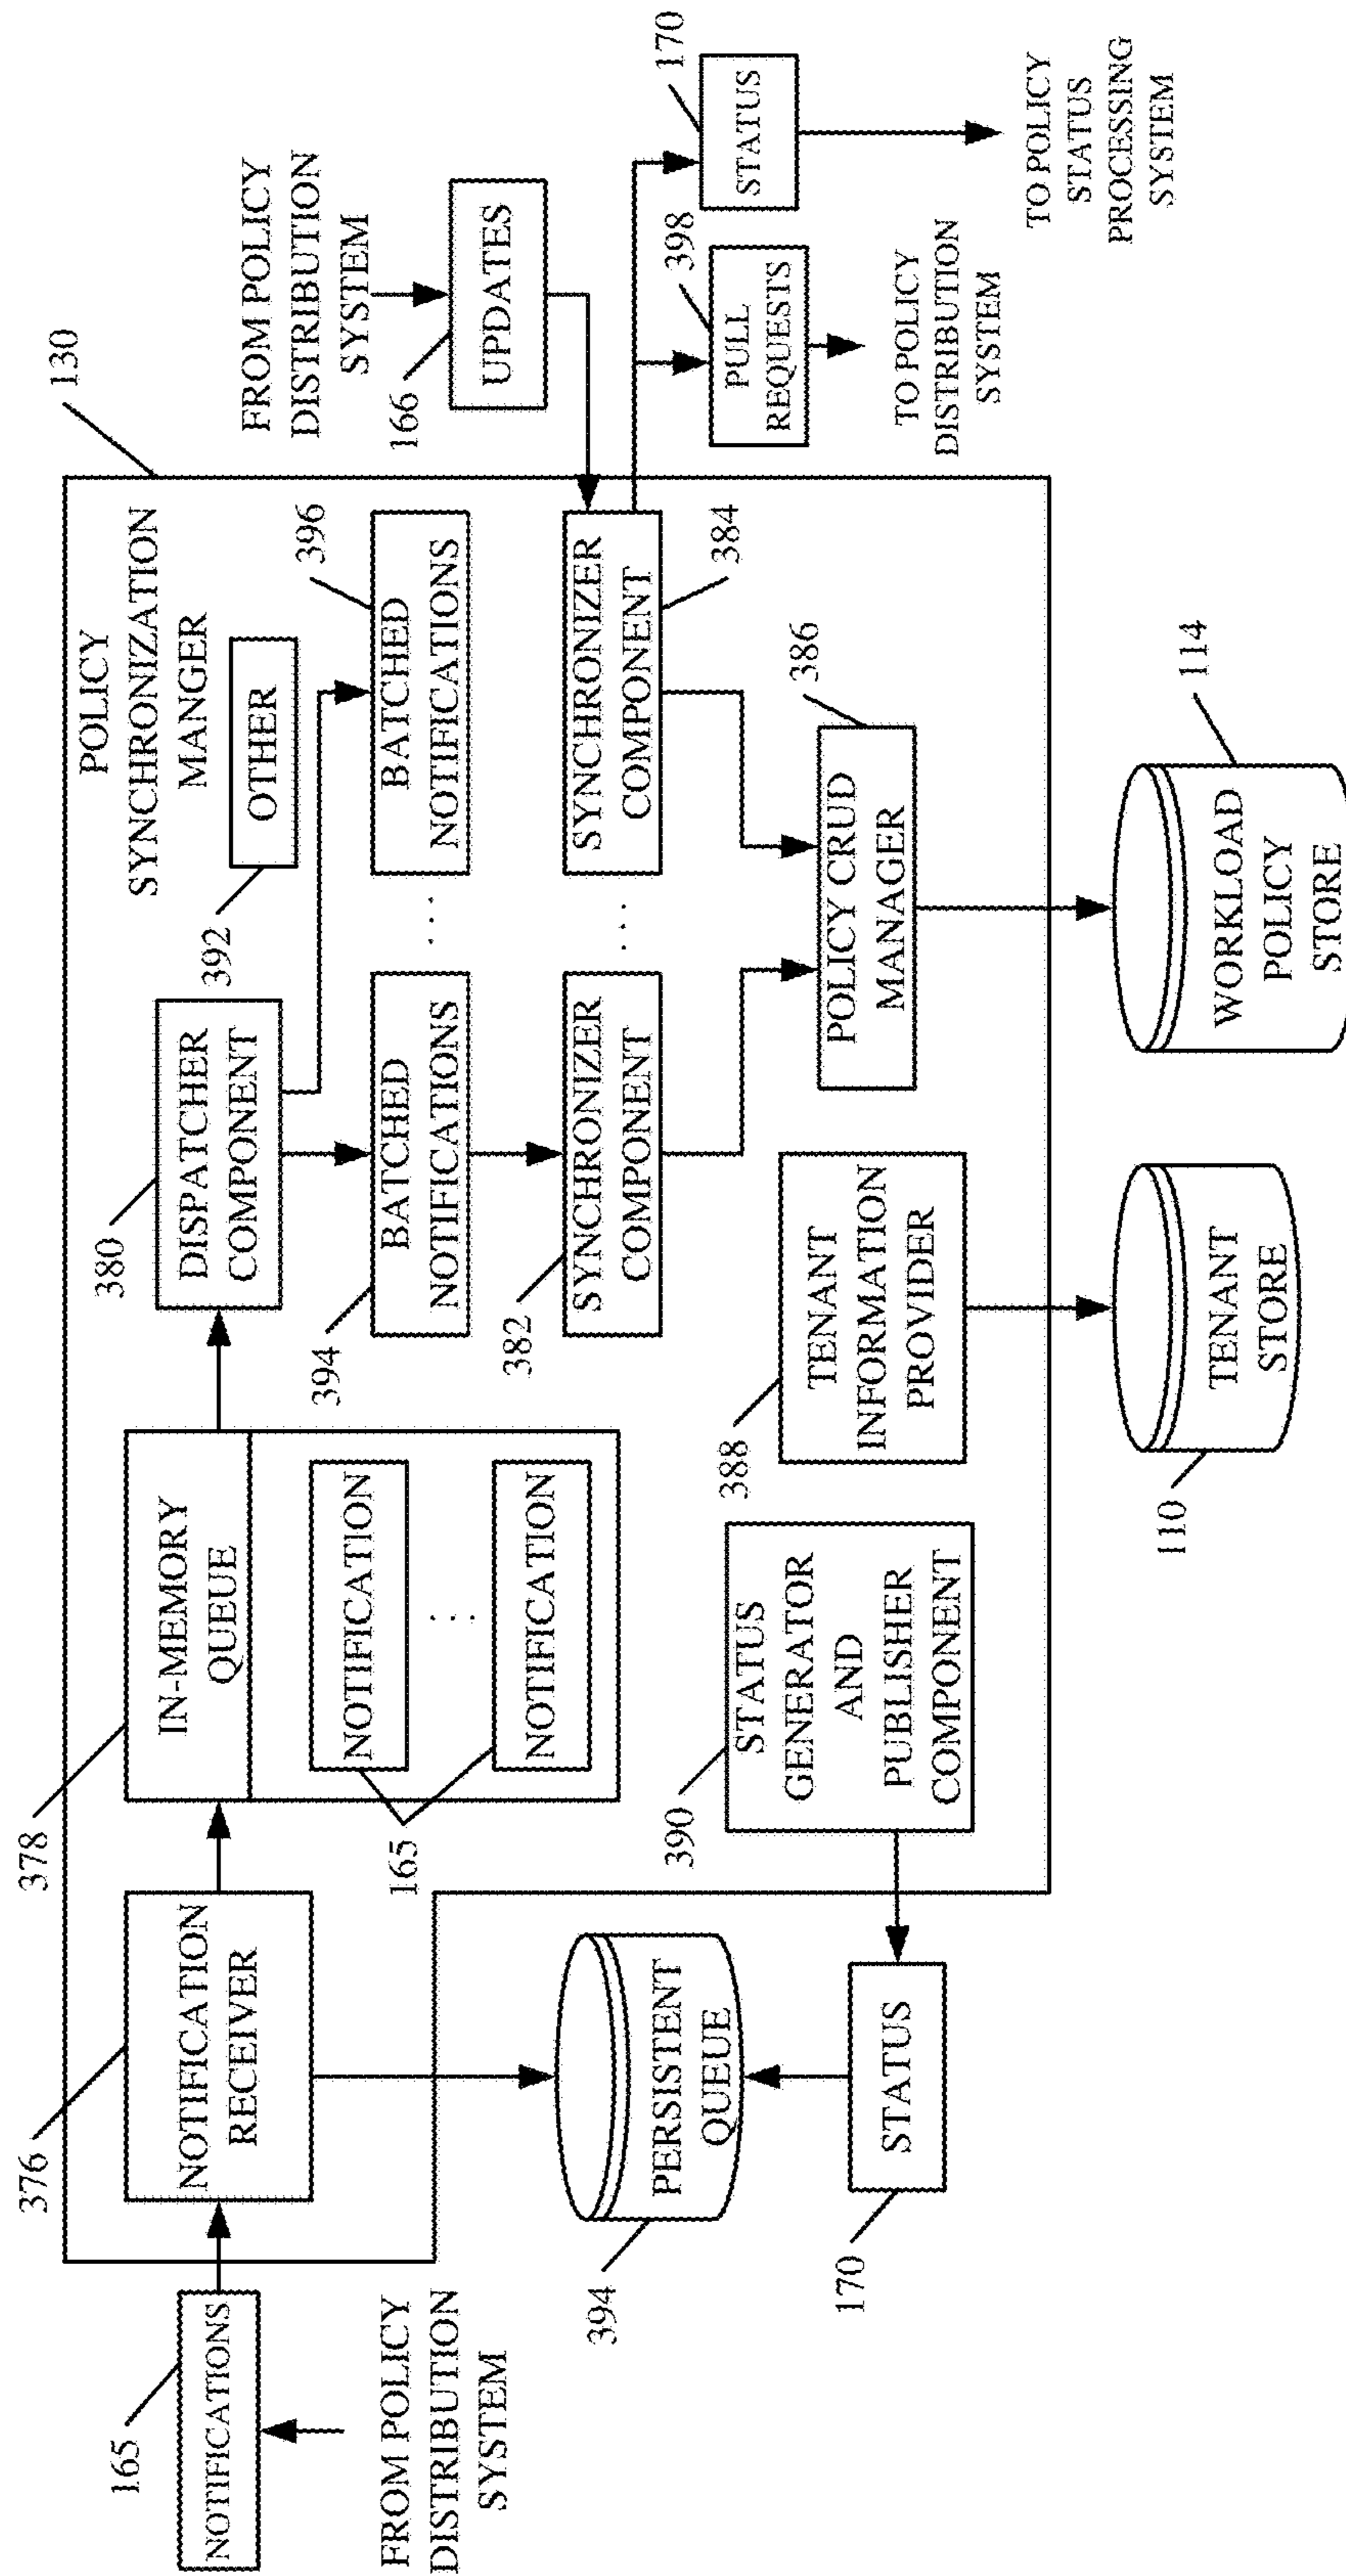 130
POLICY
SYNCHRONIZATION
MANGER
165
NOTIFICATIONS
FROM POLICY
DISTRIBUTION
SYSTEM
376
NOTIFICATION
RECEIVER
378
IN-MEMORY
QUEUE
NOTIFICATION
...
NOTIFICATION
165
380
DISPATCHER
COMPONENT
392
OTHER
394
BATCHED
NOTIFICATIONS
...
BATCHED
NOTIFICATIONS
396
382
SYNCHRONIZER
COMPONENT
...
SYNCHRONIZER
COMPONENT
384
FROM POLICY
DISTRIBUTION
SYSTEM
166
UPDATES
398
PULL
REQUESTS
TO POLICY
DISTRIBUTION
SYSTEM
170
STATUS
TO POLICY
STATUS
PROCESSING
SYSTEM
POLICY CRUD
MANAGER
386
388
TENANT
INFORMATION
PROVIDER
390
STATUS
GENERATOR
AND
PUBLISHER
COMPONENT
394
PERSISTENT
QUEUE
170
STATUS
110
TENANT
STORE
114
WORKLOAD
POLICY
STORE